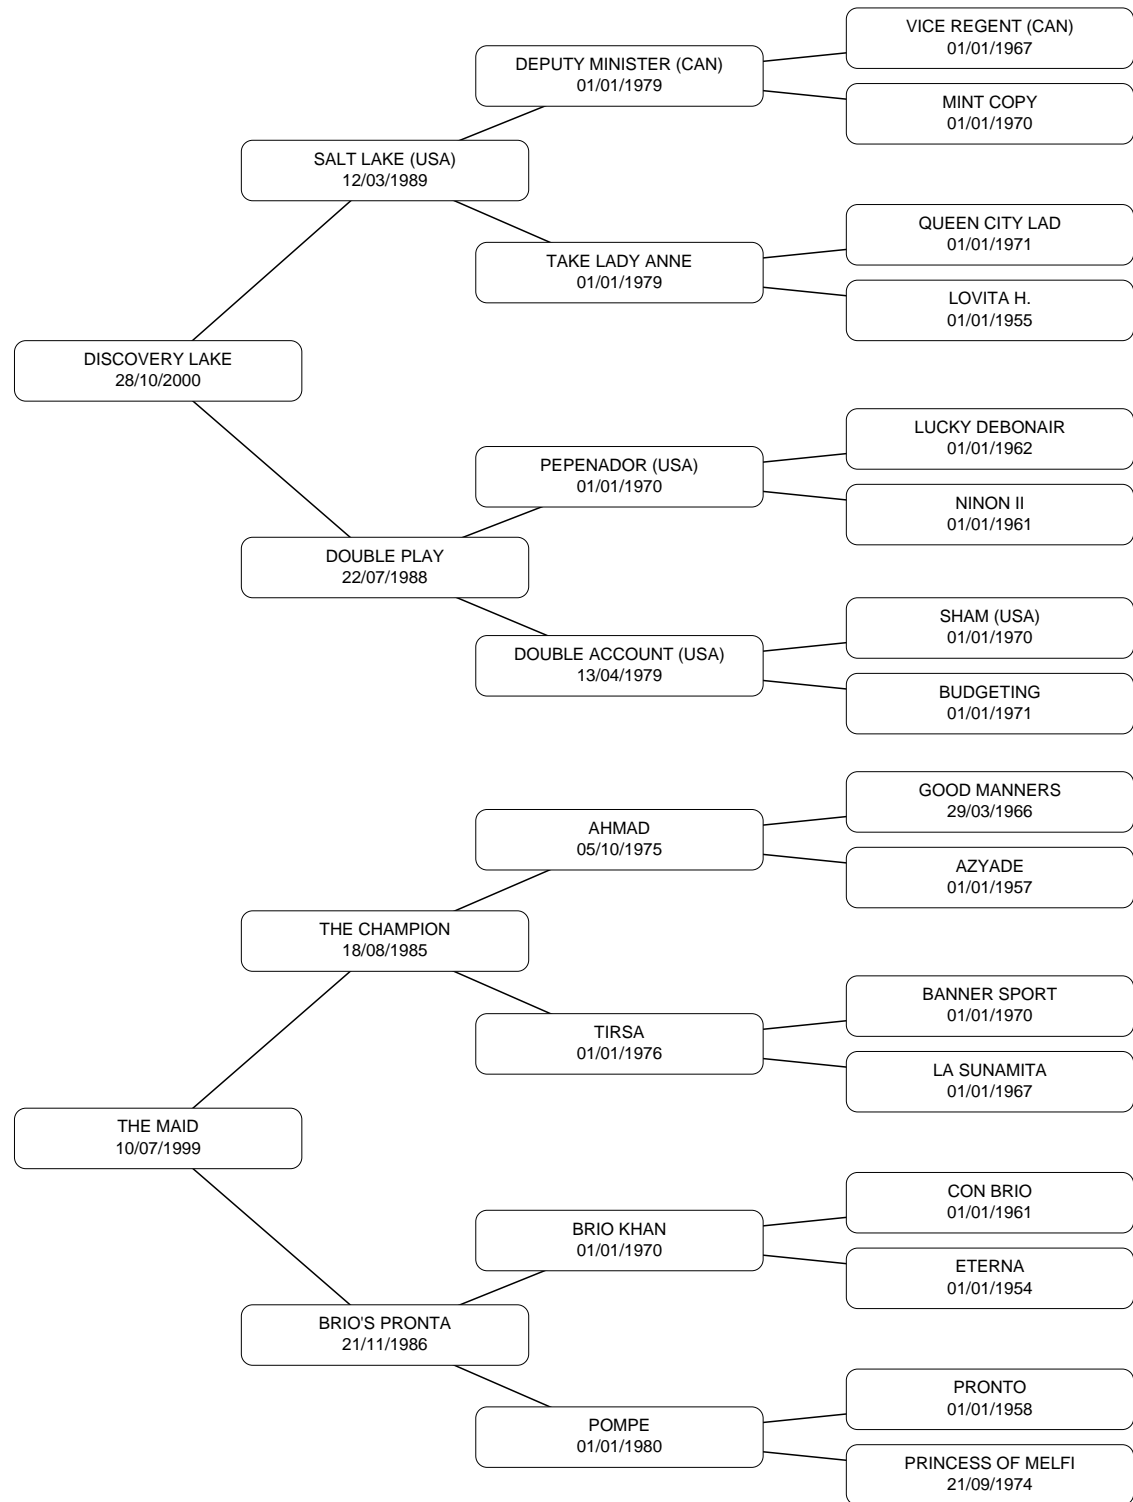 VICE REGENT (CAN)
01/01/1967
DEPUTY MINISTER (CAN)
01/01/1979
MINT COPY
01/01/1970
SALT LAKE (USA)
12/03/1989
QUEEN CITY LAD
01/01/1971
TAKE LADY ANNE
01/01/1979
LOVITA H.
01/01/1955
DISCOVERY LAKE
28/10/2000
LUCKY DEBONAIR
01/01/1962
PEPENADOR (USA)
01/01/1970
NINON II
01/01/1961
DOUBLE PLAY
22/07/1988
SHAM (USA)
01/01/1970
DOUBLE ACCOUNT (USA)
13/04/1979
BUDGETING
01/01/1971
GOOD MANNERS
29/03/1966
AHMAD
05/10/1975
AZYADE
01/01/1957
THE CHAMPION
18/08/1985
BANNER SPORT
01/01/1970
TIRSA
01/01/1976
LA SUNAMITA
01/01/1967
THE MAID
10/07/1999
CON BRIO
01/01/1961
BRIO KHAN
01/01/1970
ETERNA
01/01/1954
BRIO'S PRONTA
21/11/1986
PRONTO
01/01/1958
POMPE
01/01/1980
PRINCESS OF MELFI
21/09/1974